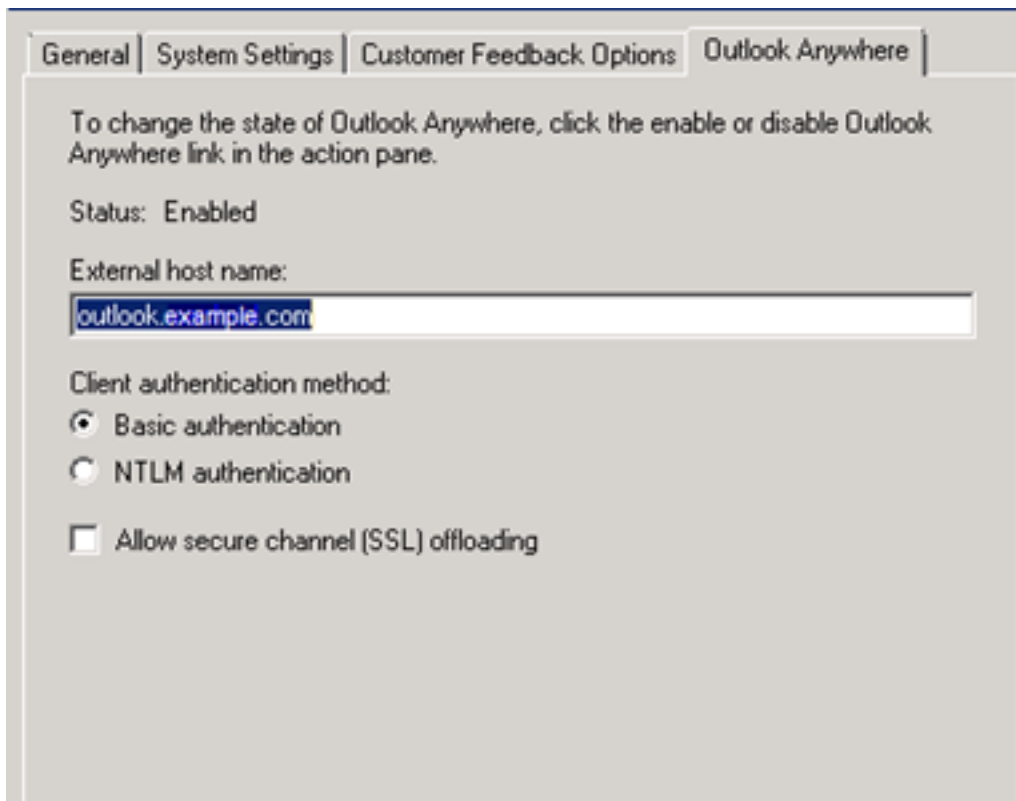 General System Settings Customer Feedback Options Outlook Anywhere
To change the state of Outlook Anywhere, click the enable or disable Outlook
Anywhere link in the action pane.
Status: Enabled
External host name:
outlook.example.com
Client authentication method:
Basic authentication
NTLM authentication
Allow secure channel (SSL) offloading